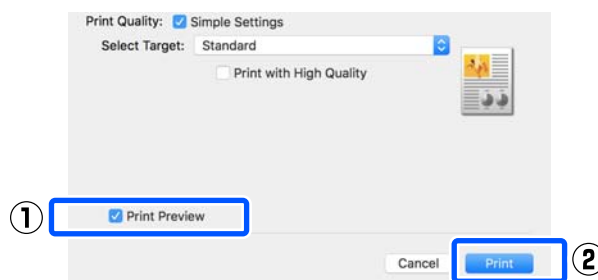 Print Quality: Simple Settings
Select Target: Standard
Print with High Quality
① Print Preview
Cancel Print ②